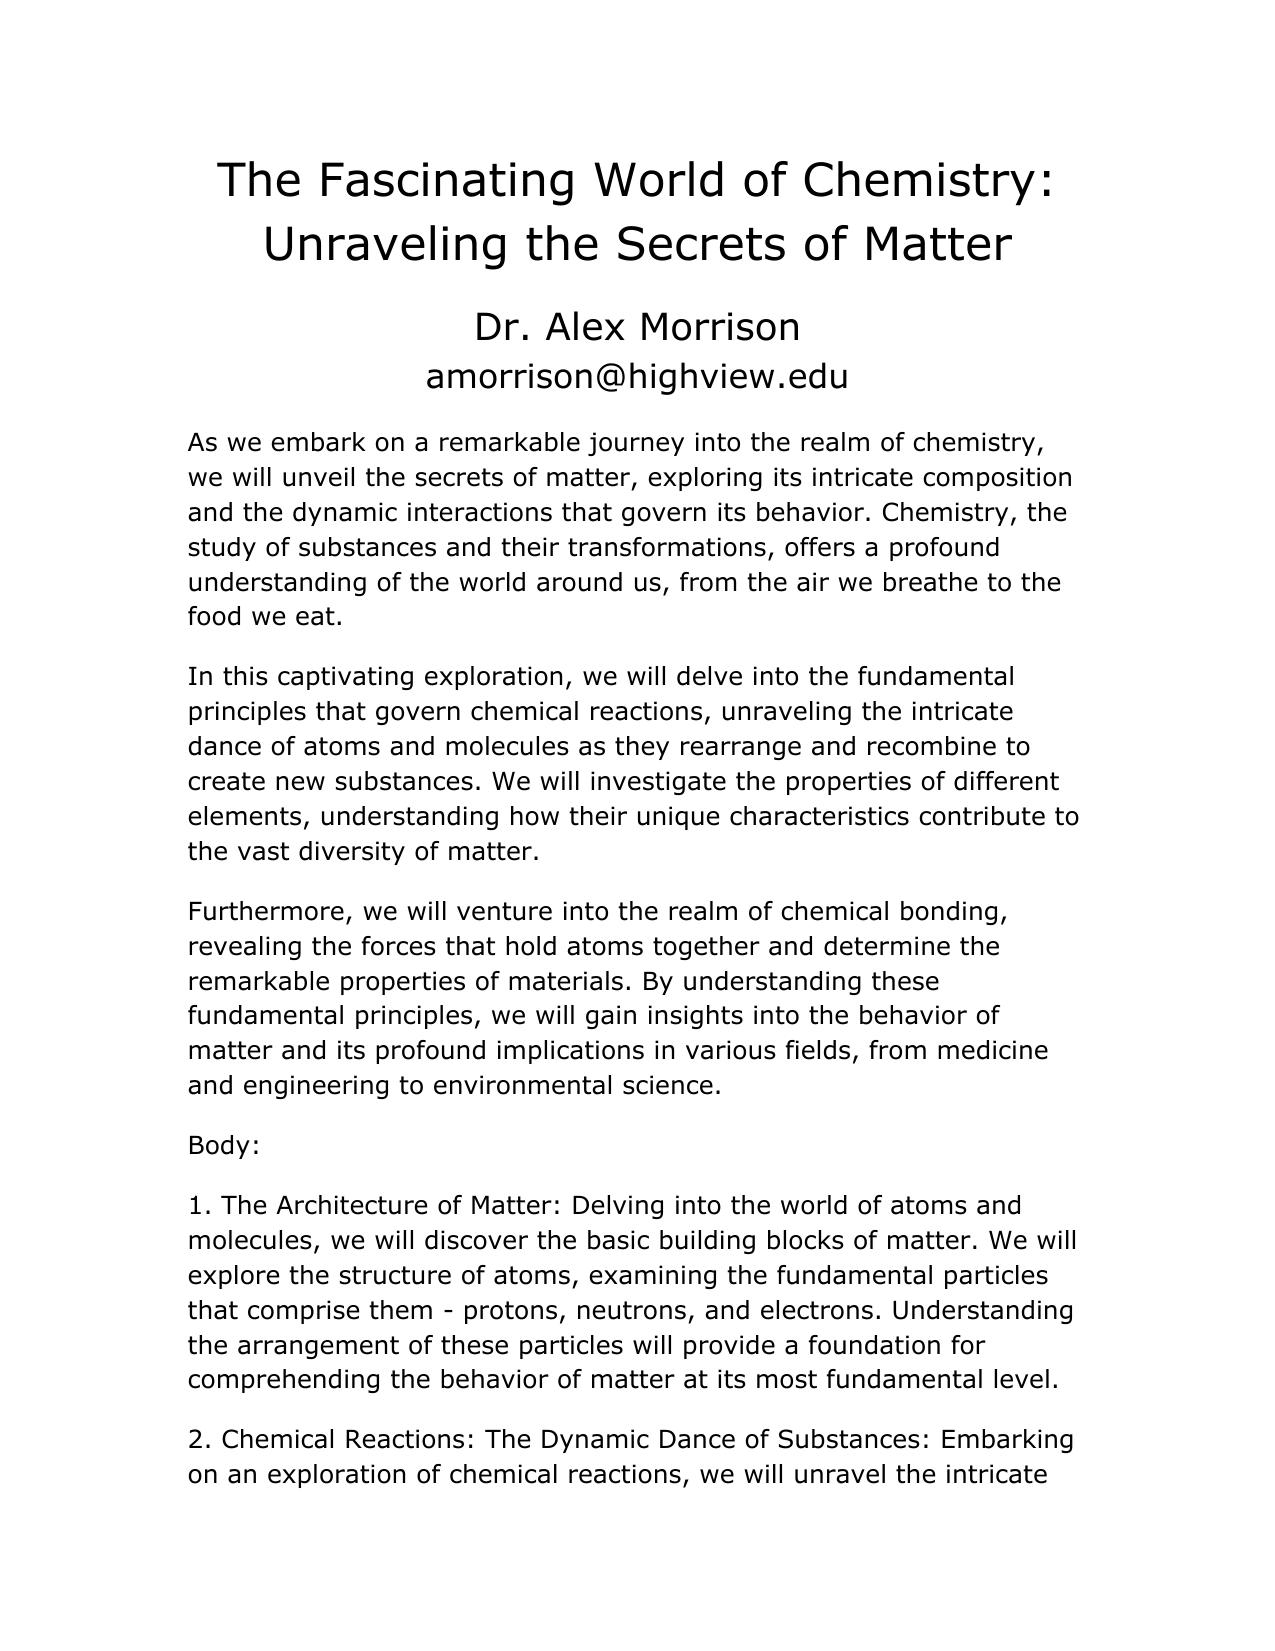 The Fascinating World of Chemistry:
Unraveling the Secrets of Matter
Dr. Alex Morrison
amorrison@highview.edu
As we embark on a remarkable journey into the realm of chemistry,
we will unveil the secrets of matter, exploring its intricate composition
and the dynamic interactions that govern its behavior. Chemistry, the
study of substances and their transformations, offers a profound
understanding of the world around us, from the air we breathe to the
food we eat.
In this captivating exploration, we will delve into the fundamental
principles that govern chemical reactions, unraveling the intricate
dance of atoms and molecules as they rearrange and recombine to
create new substances. We will investigate the properties of different
elements, understanding how their unique characteristics contribute to
the vast diversity of matter.
Furthermore, we will venture into the realm of chemical bonding,
revealing the forces that hold atoms together and determine the
remarkable properties of materials. By understanding these
fundamental principles, we will gain insights into the behavior of
matter and its profound implications in various fields, from medicine
and engineering to environmental science.
Body:
1. The Architecture of Matter: Delving into the world of atoms and
molecules, we will discover the basic building blocks of matter. We will
explore the structure of atoms, examining the fundamental particles
that comprise them - protons, neutrons, and electrons. Understanding
the arrangement of these particles will provide a foundation for
comprehending the behavior of matter at its most fundamental level.
2. Chemical Reactions: The Dynamic Dance of Substances: Embarking
on an exploration of chemical reactions, we will unravel the intricate